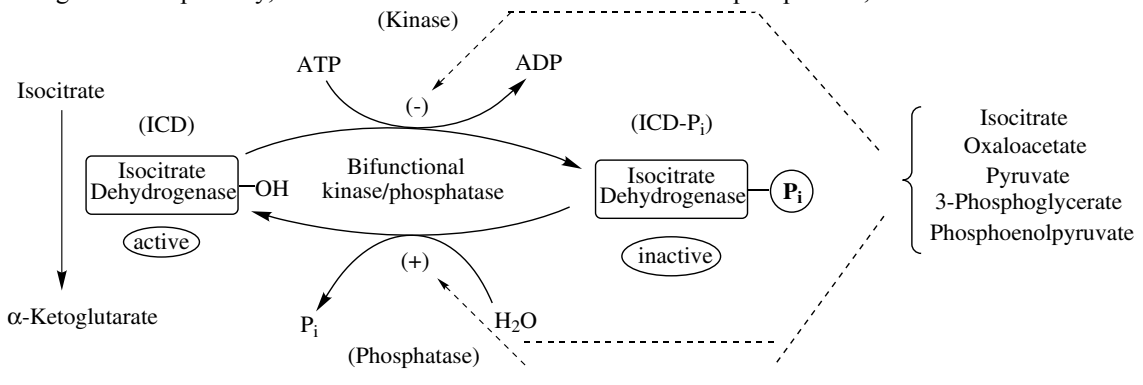 (Kinase)
ATP
ADP
Isocitrate
(-)
(ICD)
(ICD-Pi)
Isocitrate
Dehydrogenase
OH
Bifunctional
kinase/phosphatase
Isocitrate
Dehydrogenase
Pi
active
inactive
(+)
α-Ketoglutarate
Pi
H2O
(Phosphatase)
Isocitrate
Oxaloacetate
Pyruvate
3-Phosphoglycerate
Phosphoenolpyruvate